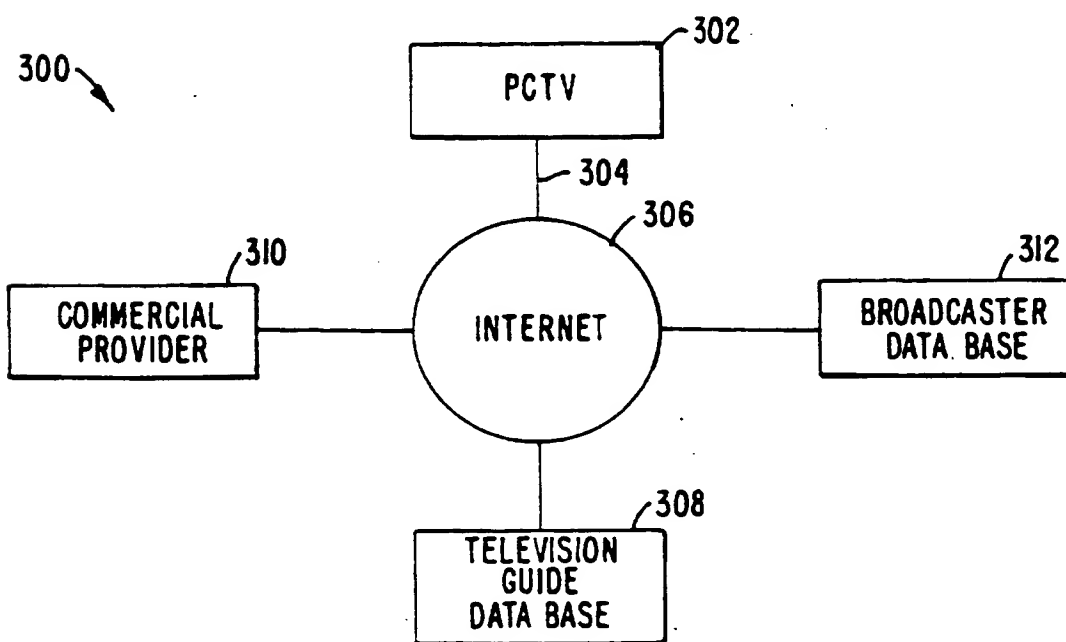 302
300
PCTV
304
306
310
312
COMMERCIAL
PROVIDER
INTERNET
BROADCASTER
DATA. BASE
308
TELEVISION
GUIDE
DATA BASE